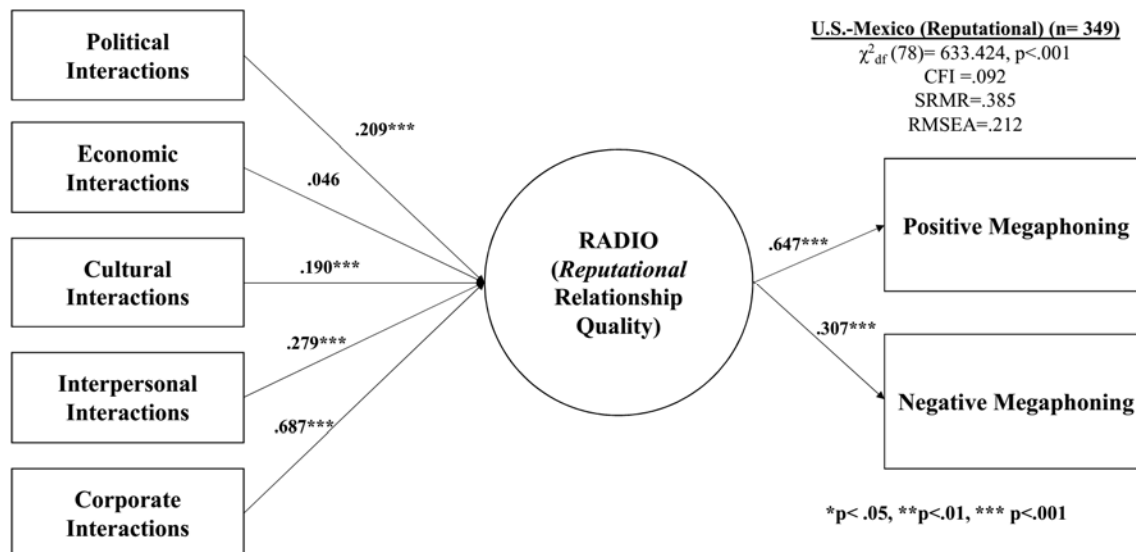 Political
Interactions
Economic
Interactions
Cultural
Interactions
Interpersonal
Interactions
Corporate
Interactions
.209***
.046
.190***
.279***
.687***
RADIO
(Reputational
Relationship
Quality)
.647***
.307***
U.S.-Mexico (Reputational) (n= 349)
χ²df (78)= 633.424, p<.001
CFI =.092
SRMR=.385
RMSEA=.212
Positive Megaphoning
Negative Megaphoning
*p< .05, **p<.01, *** p<.001